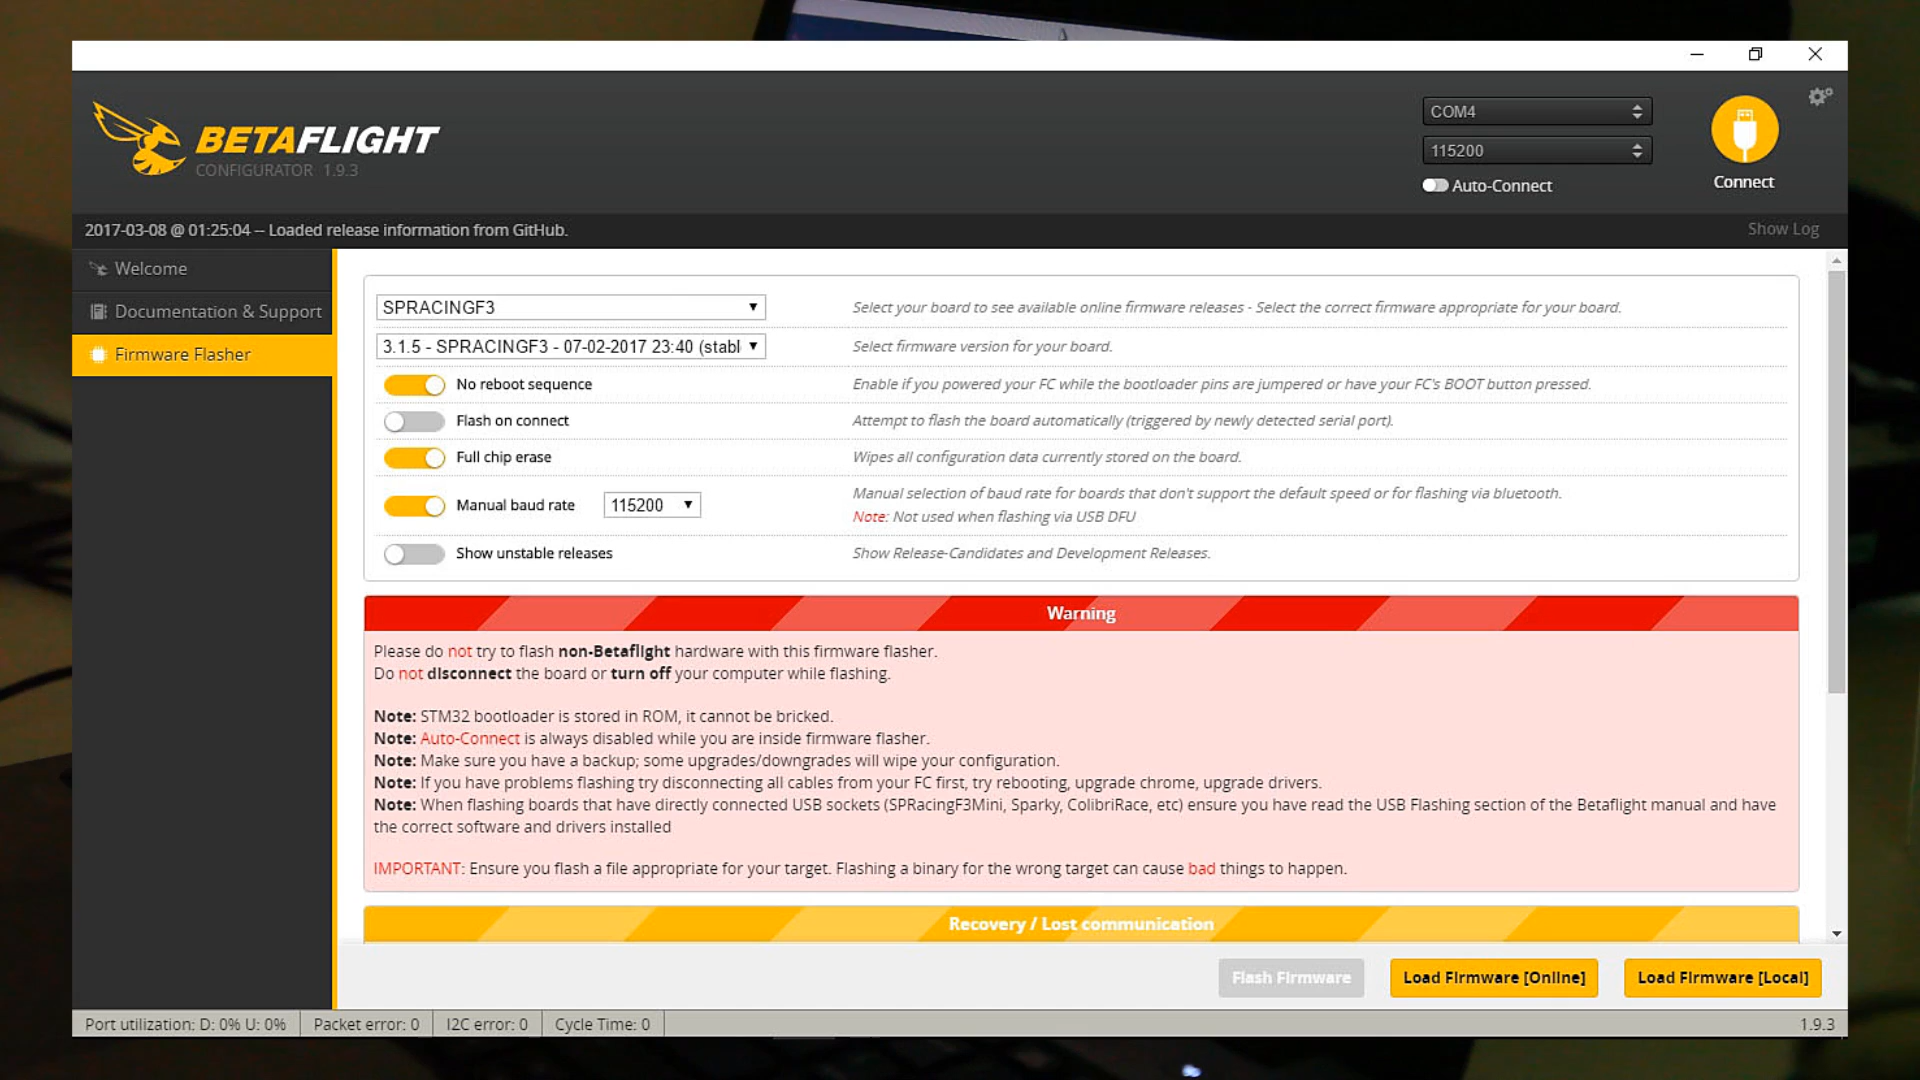 BETAFLIGHT
CONFIGURATOR 1.9.3
COM4
115200
Auto-Connect
Connect
2017-03-08 @ 01:25:04 -- Loaded release information from GitHub.
Show Log
Welcome
Documentation & Support
Firmware Flasher
SPRACINGF3
Select your board to see available online firmware releases - Select the correct firmware appropriate for your board.
3.1.5 - SPRACINGF3 - 07-02-2017 23:40 (stabl
Select firmware version for your board.
No reboot sequence
Enable if you powered your FC while the bootloader pins are jumpered or have your FC's BOOT button pressed.
Flash on connect
Attempt to flash the board automatically (triggered by newly detected serial port).
Full chip erase
Wipes all configuration data currently stored on the board.
Manual baud rate
115200
Manual selection of baud rate for boards that don't support the default speed or for flashing via bluetooth.
Note: Not used when flashing via USB DFU
Show unstable releases
Show Release-Candidates and Development Releases.
Warning
Please do not try to flash non-Betaflight hardware with this firmware flasher.
Do not disconnect the board or turn off your computer while flashing.
Note: STM32 bootloader is stored in ROM, it cannot be bricked.
Note: Auto-Connect is always disabled while you are inside firmware flasher.
Note: Make sure you have a backup; some upgrades/downgrades will wipe your configuration.
Note: If you have problems flashing try disconnecting all cables from your FC first, try rebooting, upgrade chrome, upgrade drivers.
Note: When flashing boards that have directly connected USB sockets (SPRacingF3Mini, Sparky, ColibriRace, etc) ensure you have read the USB Flashing section of the Betaflight manual and have
the correct software and drivers installed
IMPORTANT: Ensure you flash a file appropriate for your target. Flashing a binary for the wrong target can cause bad things to happen.
Recovery / Lost communication
Flash Firmware
Load Firmware [Online]
Load Firmware [Local]
Port utilization: D: 0% U: 0%
Packet error: 0
I2C error: 0
Cycle Time: 0
1.9.3